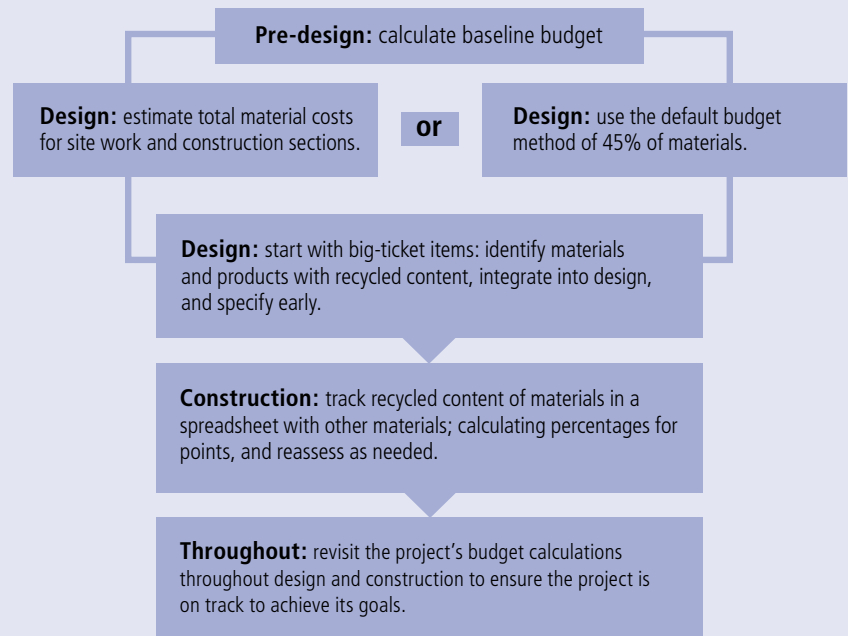 Pre-design: calculate baseline budget
Design: estimate total material costs
for site work and construction sections.
or
Design: use the default budget
method of 45% of materials.
Design: start with big-ticket items: identify materials
and products with recycled content, integrate into design,
and specify early.
Construction: track recycled content of materials in a
spreadsheet with other materials; calculating percentages for
points, and reassess as needed.
Throughout: revisit the project’s budget calculations
throughout design and construction to ensure the project is
on track to achieve its goals.